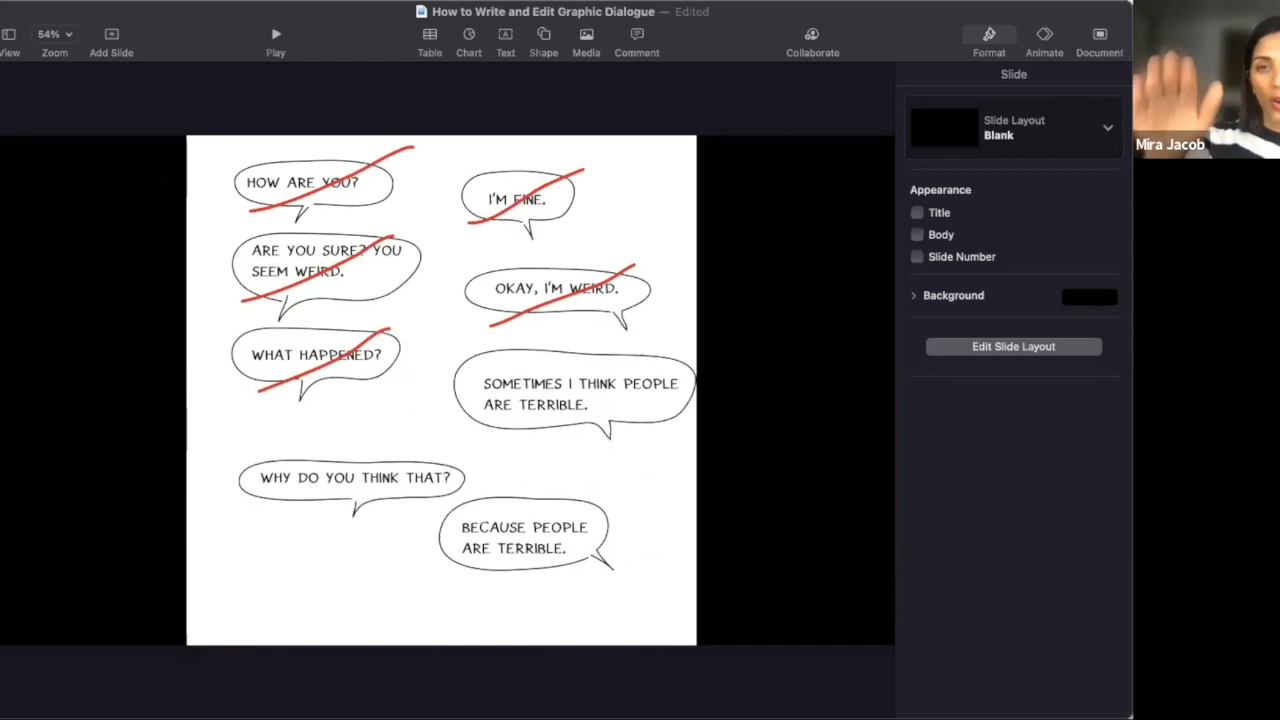 How to Write and Edit Graphic Dialogue — Edited
View
54%
Zoom
Add Slide
Play
Table
Chart
Text
Shape
Media
Comment
Collaborate
Format
Animate
Document
Slide
Slide Layout
Blank
Appearance
Title
Body
Slide Number
Background
Edit Slide Layout
Mira Jacob
HOW ARE YOU?
I'M FINE.
ARE YOU SURE? YOU
SEEM WEIRD.
OKAY, I'M WEIRD.
WHAT HAPPENED?
SOMETIMES I THINK PEOPLE
ARE TERRIBLE.
WHY DO YOU THINK THAT?
BECAUSE PEOPLE
ARE TERRIBLE.